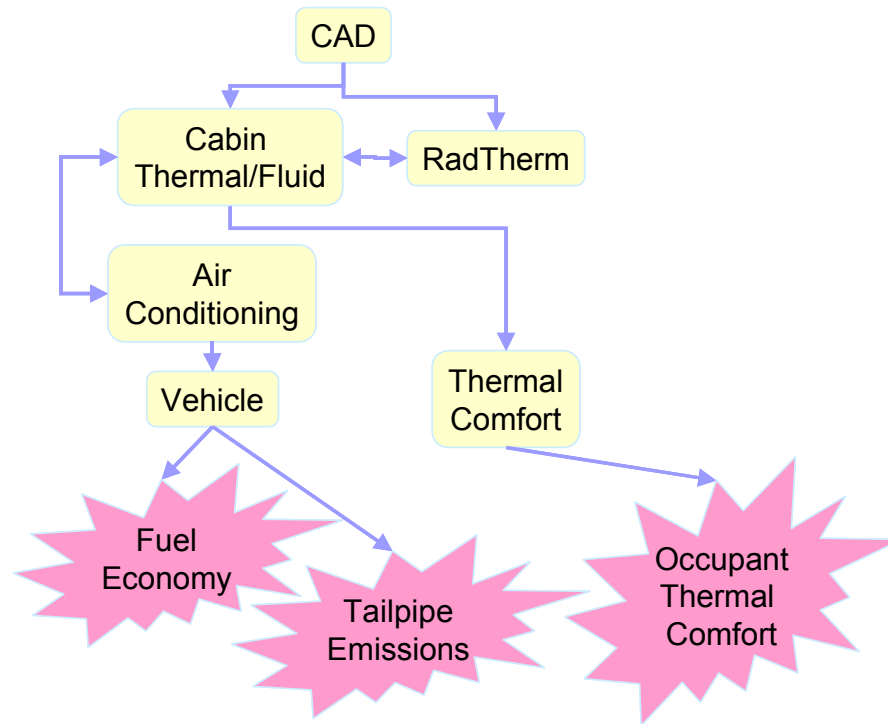 CAD
Cabin
Thermal/Fluid
RadTherm
Air
Conditioning
Vehicle
Thermal
Comfort
Fuel
Economy
Tailpipe
Emissions
Occupant
Thermal
Comfort